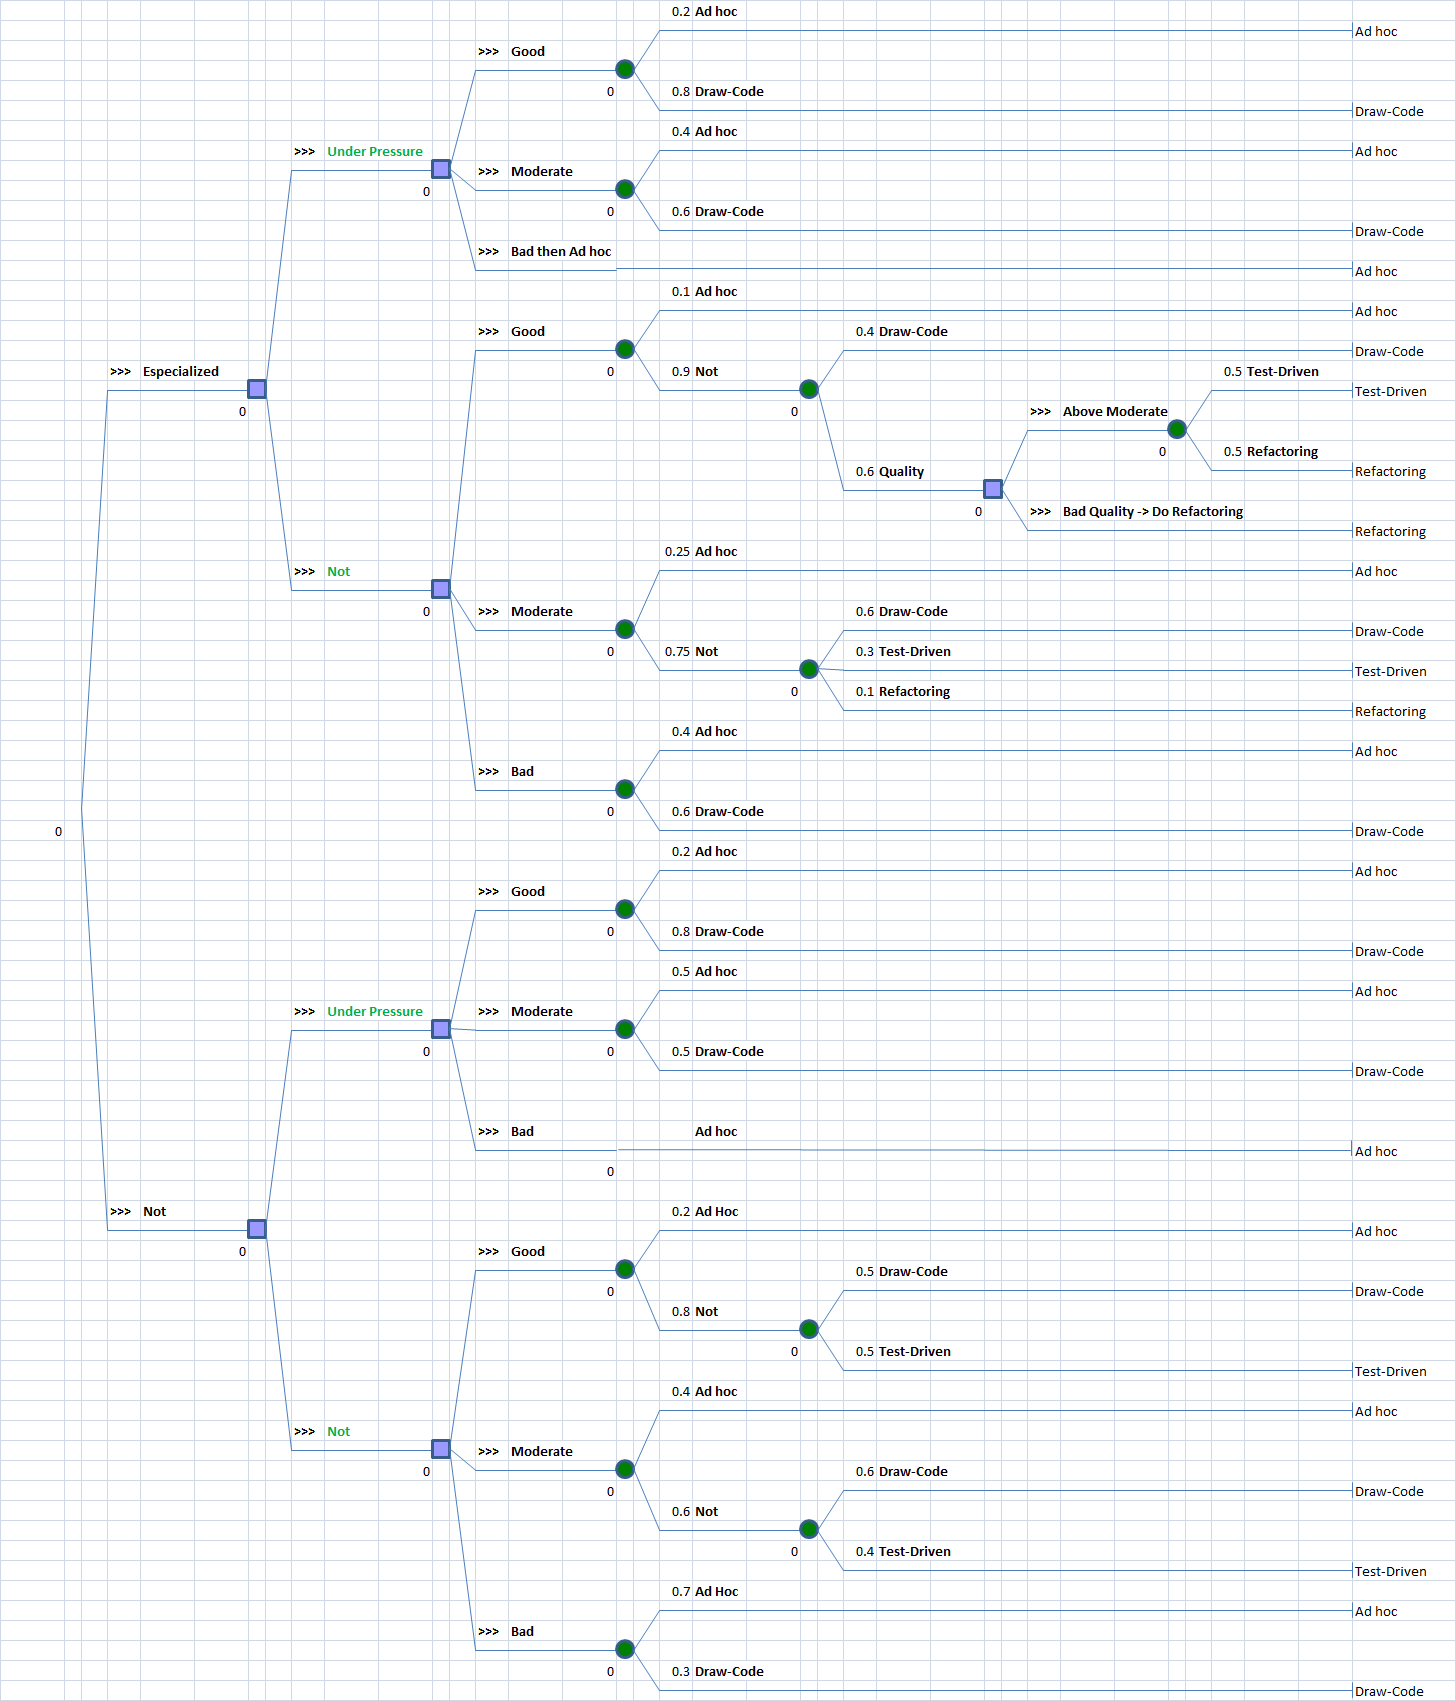 0.2 Ad hoc
Ad hoc
>>> Good
0
0.8 Draw-Code
Draw-Code
0.4 Ad hoc
>>> Under Pressure
Ad hoc
>>> Moderate
0
0
0.6 Draw-Code
Draw-Code
>>> Bad then Ad hoc
Ad hoc
0.1 Ad hoc
Ad hoc
>>> Good
0.4 Draw-Code
Draw-Code
>>> Especialized
0
0.9 Not
0.5 Test-Driven
Test-Driven
0
0
>>> Above Moderate
0
0.5 Refactoring
0.6 Quality
Refactoring
0
>>> Bad Quality -> Do Refactoring
Refactoring
0.25 Ad hoc
>>> Not
Ad hoc
0
>>> Moderate
0.6 Draw-Code
Draw-Code
0
0.75 Not
0.3 Test-Driven
Test-Driven
0
0.1 Refactoring
Refactoring
0.4 Ad hoc
Ad hoc
>>> Bad
0
0.6 Draw-Code
0
Draw-Code
0.2 Ad hoc
Ad hoc
>>> Good
0
0.8 Draw-Code
Draw-Code
0.5 Ad hoc
Ad hoc
>>> Under Pressure
>>> Moderate
0
0
0.5 Draw-Code
Draw-Code
>>> Bad
Ad hoc
Ad hoc
0
>>> Not
0.2 Ad Hoc
Ad hoc
0
>>> Good
0.5 Draw-Code
0
Draw-Code
0.8 Not
0
0.5 Test-Driven
Test-Driven
0.4 Ad hoc
Ad hoc
>>> Not
>>> Moderate
0
0.6 Draw-Code
0
Draw-Code
0.6 Not
0
0.4 Test-Driven
Test-Driven
0.7 Ad Hoc
Ad hoc
>>> Bad
0
0.3 Draw-Code
Draw-Code